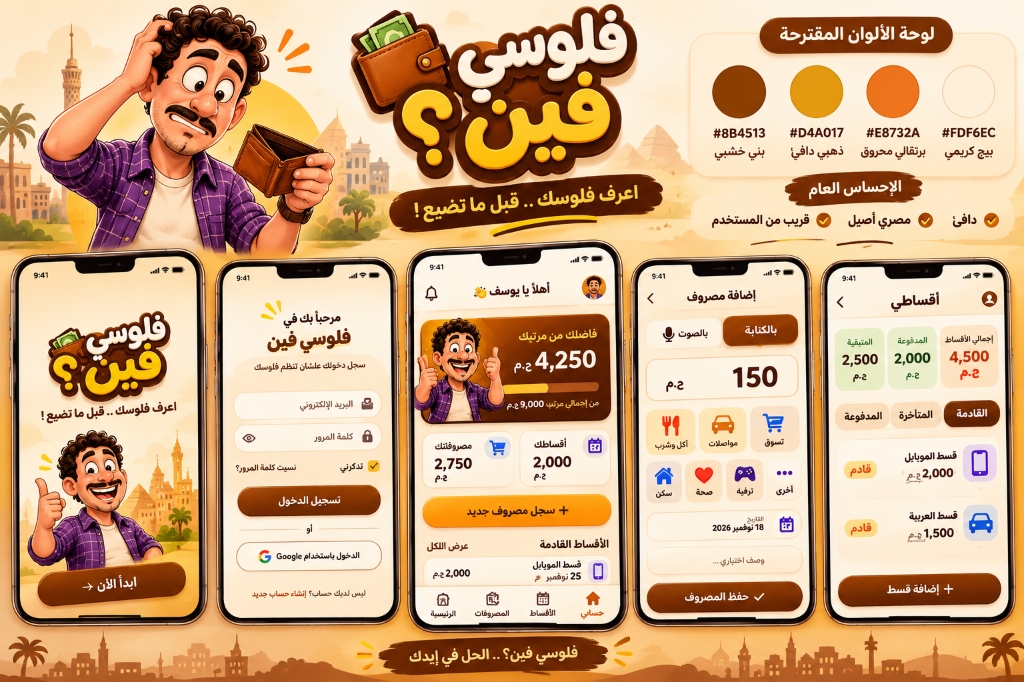 فلوسي
فين؟
اعرف فلوسك .. قبل ما تضيع !
لوحة الألوان المقترحة
#8B4513
بني خشبي
#D4A017
ذهبي دافئ
#E8732A
برتقالي محروق
#FDF6EC
بيج كريمي
الإحساس العام
دافئ
مصري أصيل
قريب من المستخدم
9:41
فلوسي
فين؟
اعرف فلوسك .. قبل ما تضيع !
ابدأ الأن →
9:41
مرحباً بك في
فلوسي فين
سجل دخولك علشان تنظم فلوسك
البريد الإلكتروني
كلمة المرور
تذكرني
نسيت كلمة المرور؟
تسجيل الدخول
أو
الدخول باستخدام Google
ليس لديك حساب؟ إنشاء حساب جديد
9:41
أهلاً يا يوسف 👋
فاضلك من مرتبك
4,250 ج.م
من إجمالي مرتب 9,000 ج.م
أقساطك
2,000
ج.م
مصروفتك
2,750
ج.م
+ سجل مصروف جديد
الأقساط القادمة
عرض اللكل
قسط الموبايل
25 نوفمبر
2,000 ج.م
حسابي
الأقساط
المصروفات
الرئيسية
9:41
إضافة مصروف
بالكتابة
بالصوت
150
ج.م
تسوق
مواصلات
أكل وشرب
أخرى
ترفيه
صحة
سكن
التاريخ
18 نوفمبر 2026
وصف اختياري ...
حفظ المصروف
9:41
أقساطي
إجمالي الأقساط
4,500
ج.م
المدفوعة
2,000
ج.م
المتبقية
2,500
ج.م
القادمة
المتأخرة
المدفوعة
قسط الموبايل
2,000 ج.م
قادم
قسط العربية
1,500 ج.م
قادم
+ إضافة قسط
فلوسي فين؟ .. الحل في إيدك